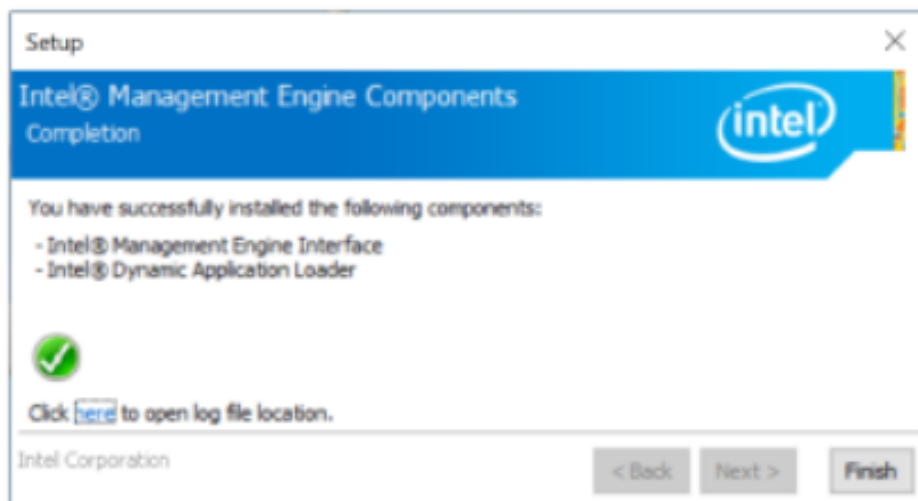 Setup
Intel® Management Engine Components
Completion
intel
You have successfully installed the following components:
- Intel® Management Engine Interface
- Intel® Dynamic Application Loader
Click here to open log file location.
Intel Corporation
< Back Next > Finish